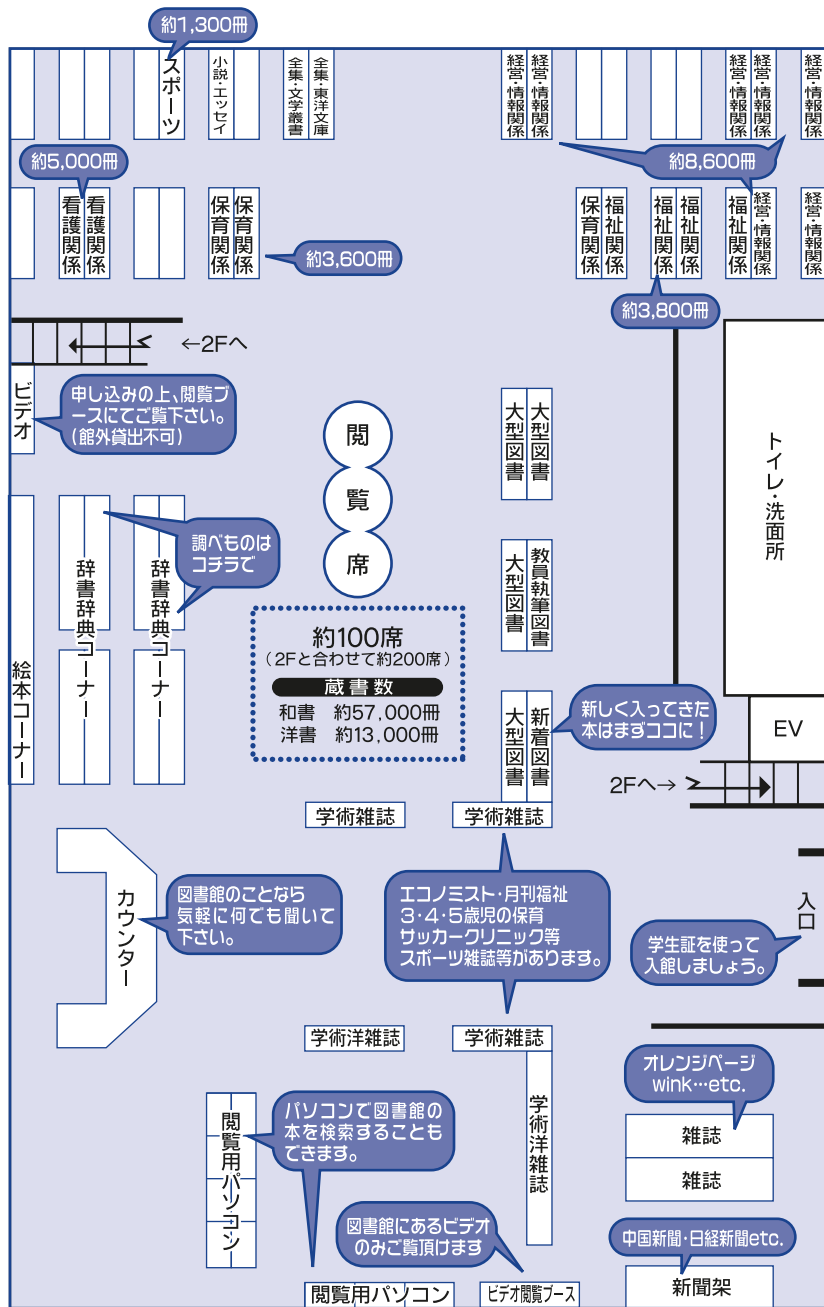 約1,300冊
スポーツ
小説・エッセイ
全集・文学叢書
全集・東洋文庫
経営・情報関係
経営・情報関係
経営・情報関係
経営・情報関係
経営・情報関係
約5,000冊
約8,600冊
看護関係
看護関係
保育関係
保育関係
約3,600冊
保育関係
福祉関係
福祉関係
福祉関係
福祉関係
経営・情報関係
経営・情報関係
約3,800冊
←2Fへ
ビデオ
申し込みの上、閲覧ブ
ースにてご覧下さい。
(館外貸出不可)
閲
覧
席
大型図書
大型図書
トイレ・洗面所
調べものは
コチラで
辞書辞典コーナー
辞書辞典コーナー
大型図書
教員執筆図書
約100席
(2Fと合わせて約200席)
蔵書数
和書 約57,000冊
洋書 約13,000冊
絵本コーナー
大型図書
新着図書
新しく入ってきた
本はまずココに!
EV
2Fへ→
学術雑誌
学術雑誌
カウンター
図書館のことなら
気軽に何でも聞いて
下さい。
エコノミスト・月刊福祉
3・4・5歳児の保育
サッカークリニック等
スポーツ雑誌等があります。
入口
学生証を使って
入館しましょう。
学術洋雑誌
学術雑誌
オレンジページ
wink…etc.
閲覧用パソコン
パソコンで図書館の
本を検索することも
できます。
学術洋雑誌
雑誌
雑誌
図書館にあるビデオ
のみご覧頂けます
中国新聞・日経新聞etc.
閲覧用パソコン
ビデオ閲覧ブース
新聞架